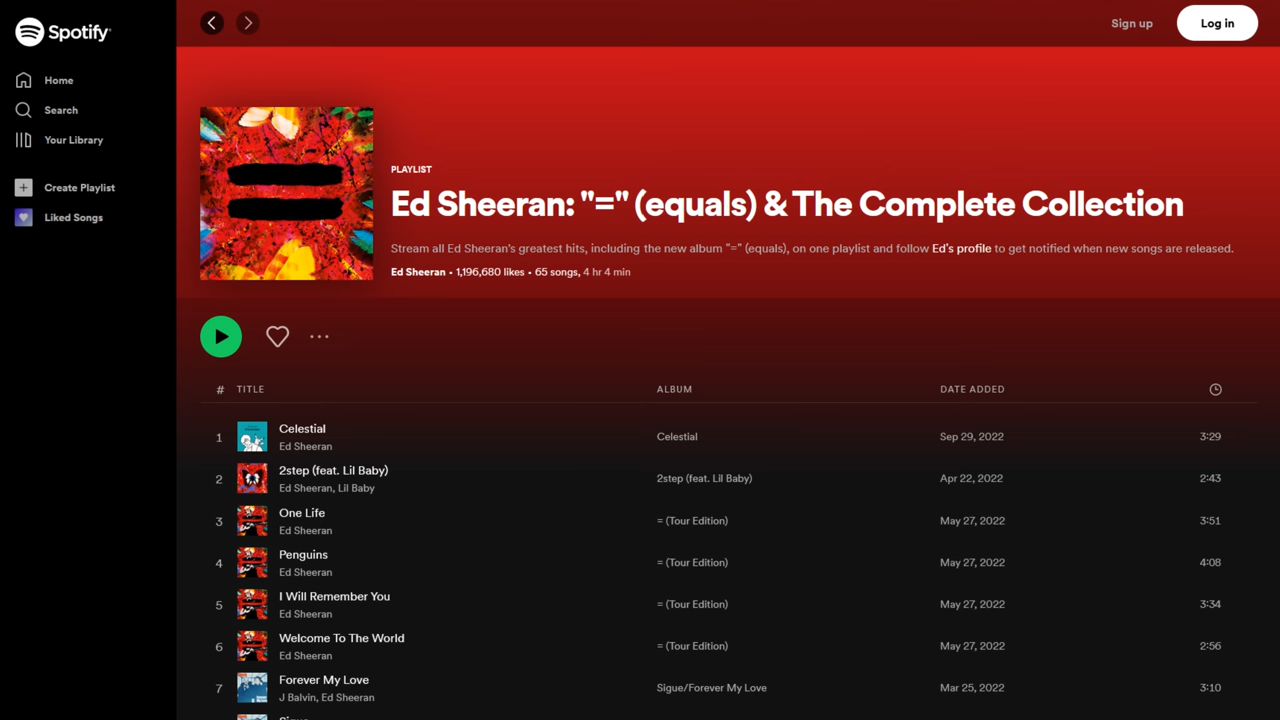 Spotify®
Home
Search
Your Library
Create Playlist
Liked Songs
Sign up
Log in
PLAYLIST
Ed Sheeran: "=" (equals) & The Complete Collection
Stream all Ed Sheeran's greatest hits, including the new album "=" (equals), on one playlist and follow Ed's profile to get notified when new songs are released.
Ed Sheeran • 1,196,680 likes • 65 songs, 4 hr 4 min
# TITLE ALBUM DATE ADDED
1 Celestial Celestial Sep 29, 2022 3:29
Ed Sheeran
2 2step (feat. Lil Baby) 2step (feat. Lil Baby) Apr 22, 2022 2:43
Ed Sheeran, Lil Baby
3 One Life = (Tour Edition) May 27, 2022 3:51
Ed Sheeran
4 Penguins = (Tour Edition) May 27, 2022 4:08
Ed Sheeran
5 I Will Remember You = (Tour Edition) May 27, 2022 3:34
Ed Sheeran
6 Welcome To The World = (Tour Edition) May 27, 2022 2:56
Ed Sheeran
7 Forever My Love Sigue/Forever My Love Mar 25, 2022 3:10
J Balvin, Ed Sheeran